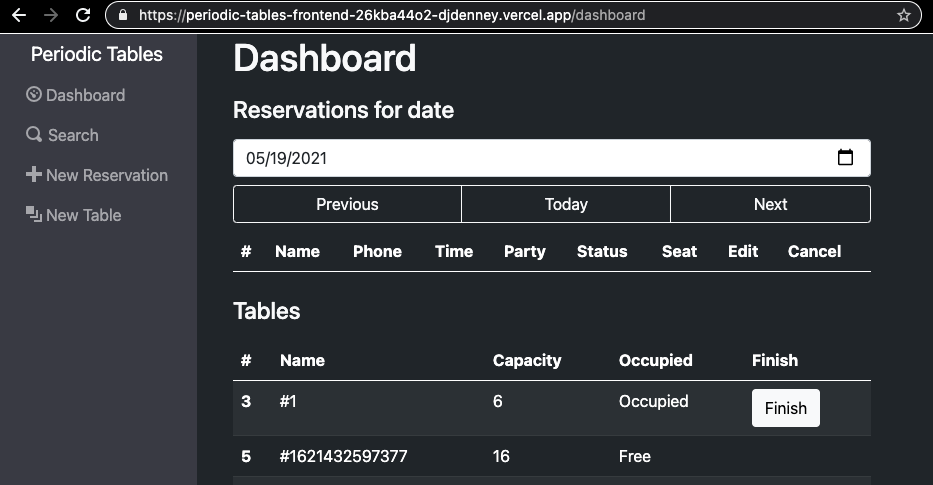 https://periodic-tables-frontend-26kba44o2-djdenney.vercel.app/dashboard
Periodic Tables
Dashboard
Search
New Reservation
New Table
Dashboard
Reservations for date
05/19/2021
Previous Today Next
# Name Phone Time Party Status Seat Edit Cancel
Tables
# Name Capacity Occupied Finish
3 #1 6 Occupied Finish
5 #1621432597377 16 Free